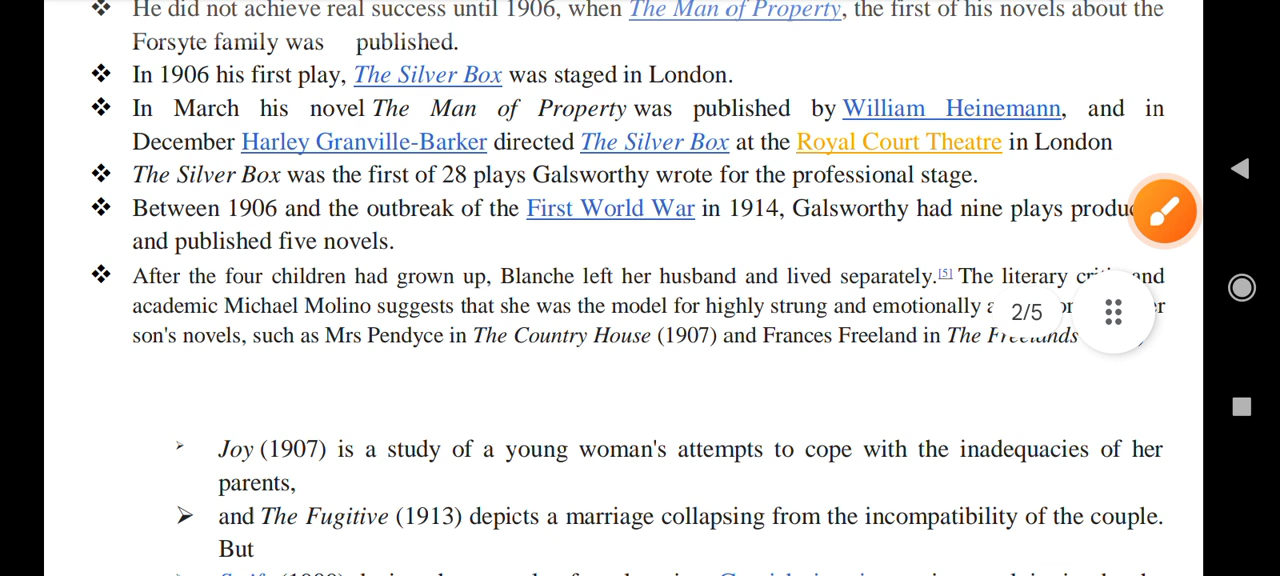 ❖ He did not achieve real success until 1906, when The Man of Property, the first of his novels about the
Forsyte family was published.
❖ In 1906 his first play, The Silver Box was staged in London.
❖ In March his novel The Man of Property was published by William Heinemann, and in
December Harley Granville-Barker directed The Silver Box at the Royal Court Theatre in London
❖ The Silver Box was the first of 28 plays Galsworthy wrote for the professional stage.
❖ Between 1906 and the outbreak of the First World War in 1914, Galsworthy had nine plays
and published five novels.
❖ After the four children had grown up, Blanche left her husband and lived separately.[5] The literary and
academic Michael Molino suggests that she was the model for highly strung and emotionally
2/5
son's novels, such as Mrs Pendyce in The Country House (1907) and Frances Freeland in The
➢ Joy (1907) is a study of a young woman's attempts to cope with the inadequacies of her
parents,
➢ and The Fugitive (1913) depicts a marriage collapsing from the incompatibility of the couple.
But